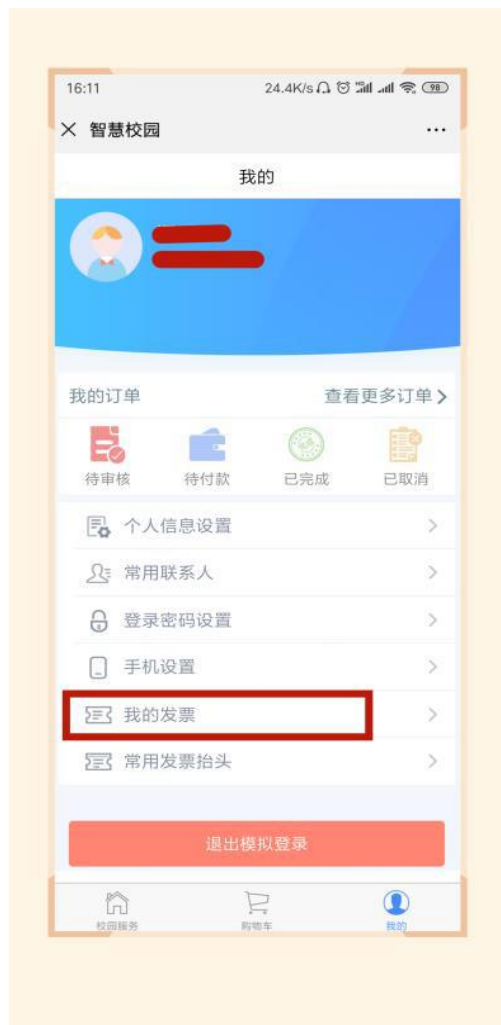 16:11 24.4K/s HD 98
智慧校园
我的
我的订单 查看更多订单
待审核 待付款 已完成 已取消
个人信息设置
常用联系人
登录密码设置
手机设置
我的发票
常用发票抬头
退出模拟登录
校园服务 购物车 我的